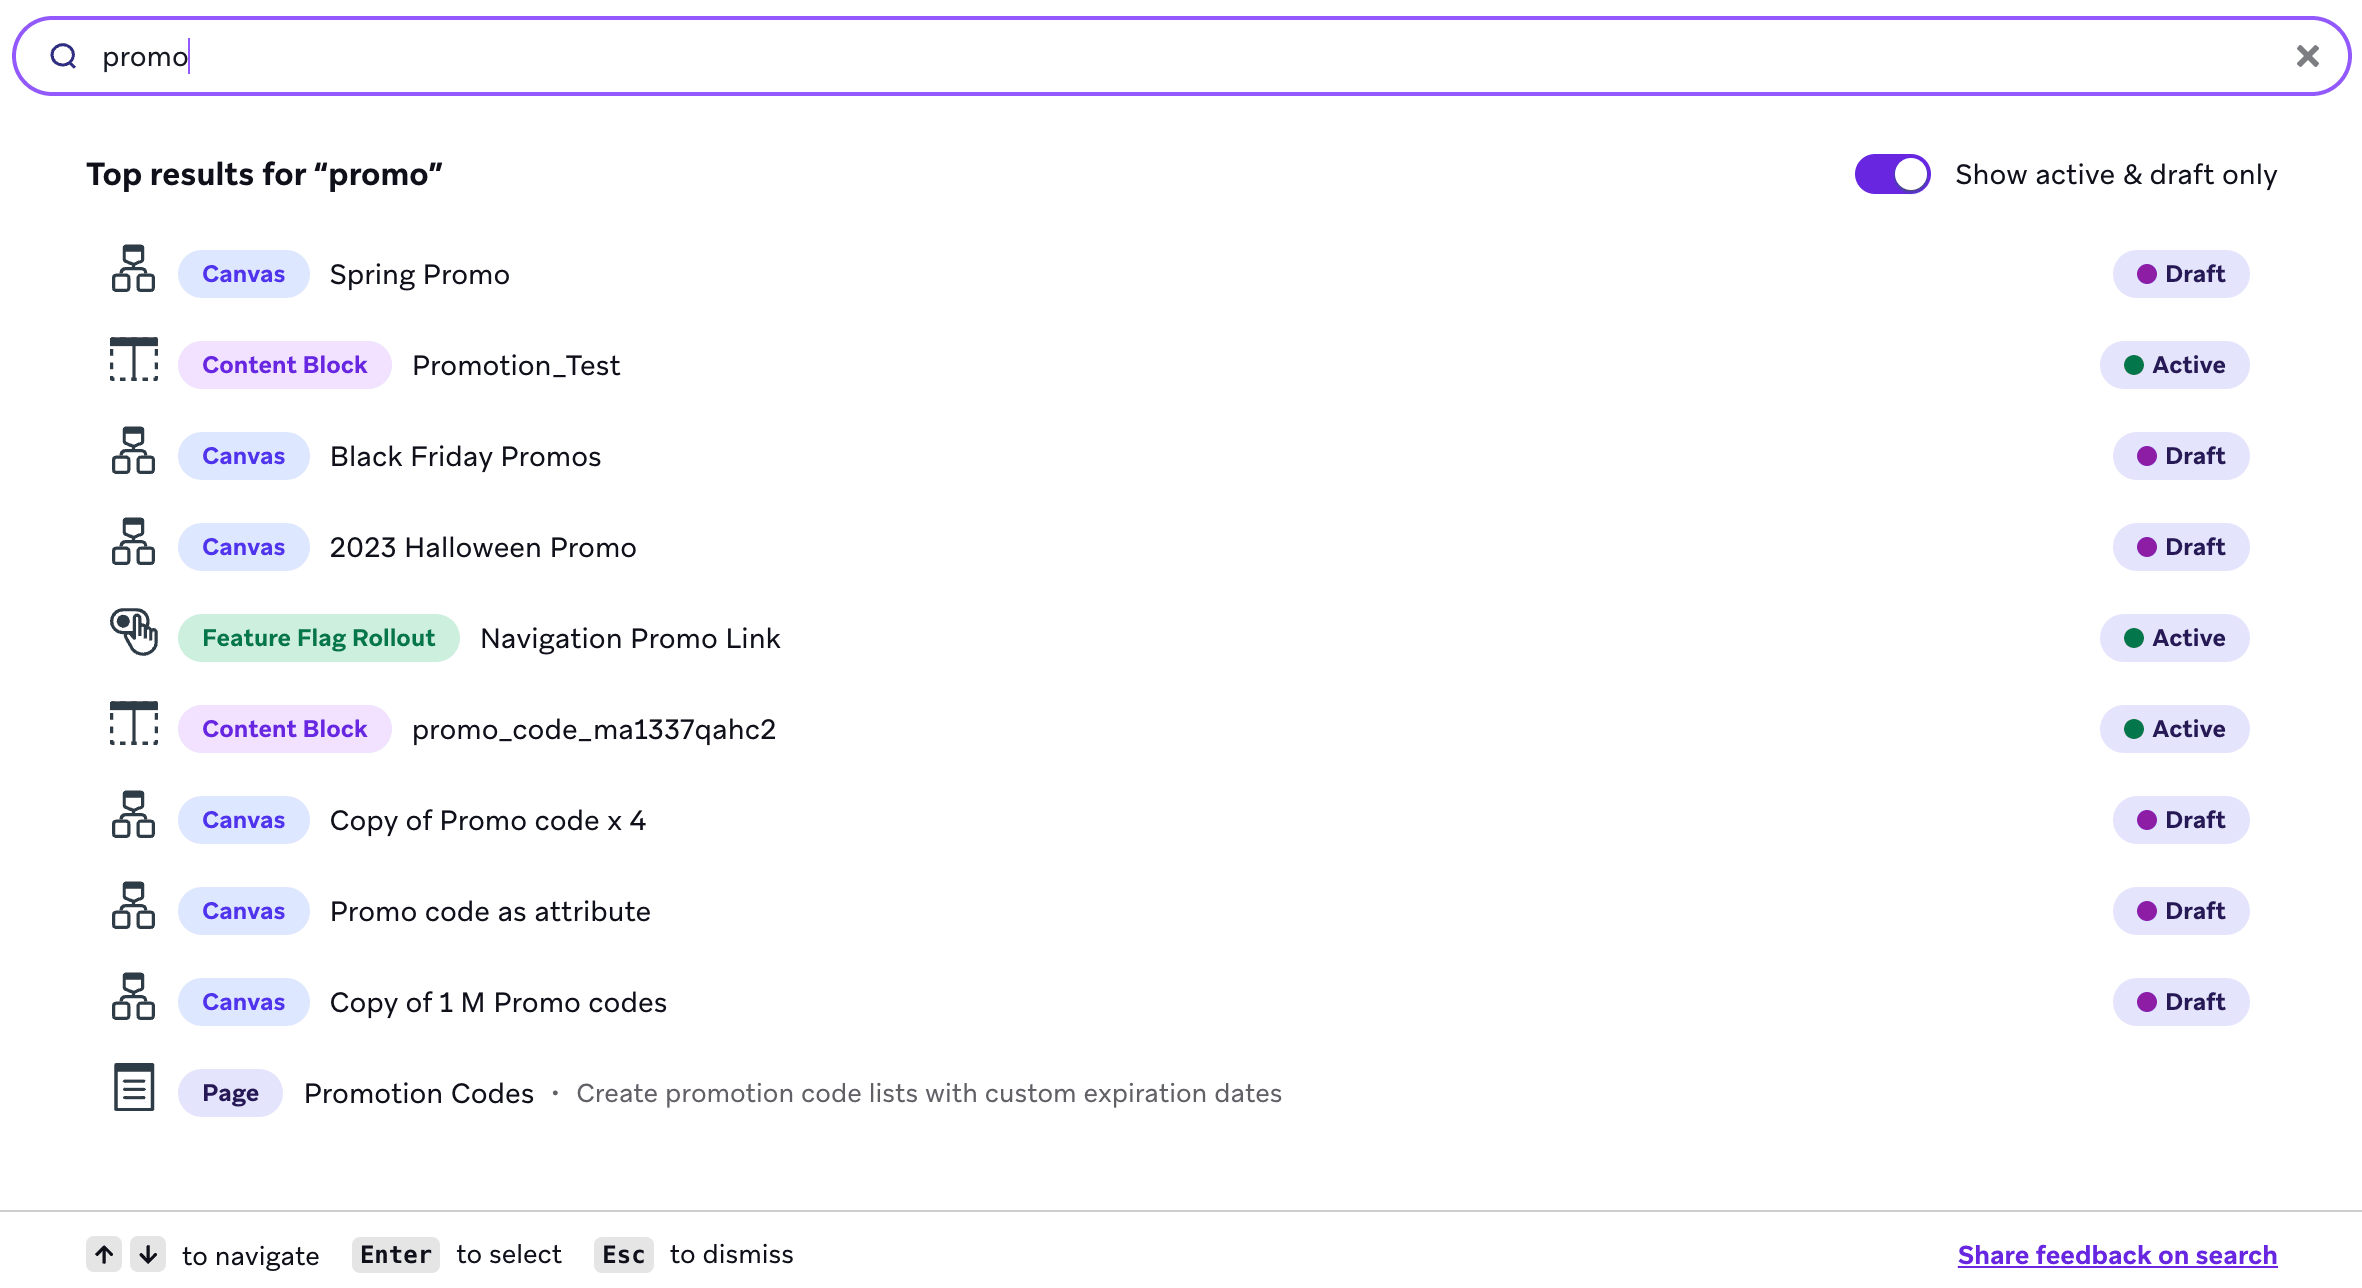 promo
Top results for “promo” Show active & draft only
Canvas Spring Promo Draft
Content Block Promotion_Test Active
Canvas Black Friday Promos Draft
Canvas 2023 Halloween Promo Draft
Feature Flag Rollout Navigation Promo Link Active
Content Block promo_code_ma1337qahc2 Active
Canvas Copy of Promo code x 4 Draft
Canvas Promo code as attribute Draft
Canvas Copy of 1 M Promo codes Draft
Page Promotion Codes · Create promotion code lists with custom expiration dates
↑ ↓ to navigate Enter to select Esc to dismiss Share feedback on search